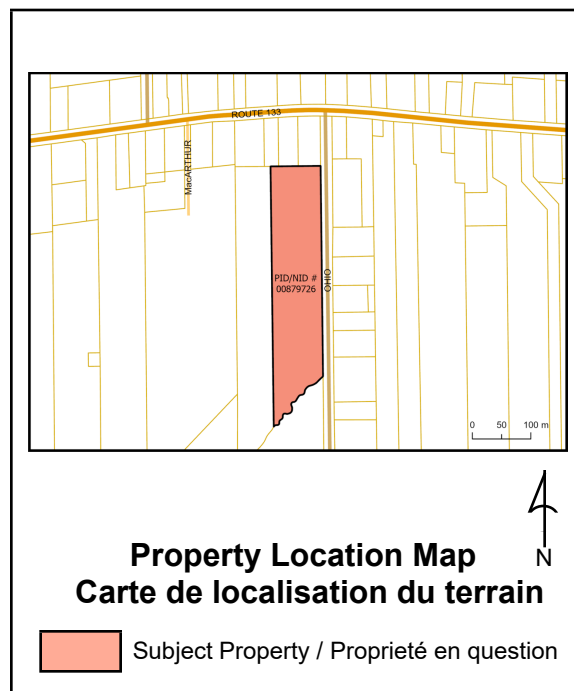 ROUTE 133
MacARTHUR
PID/NID #
00879726
OHIO
0 50 100 m
N
Property Location Map
Carte de localisation du terrain
Subject Property / Proprieté en question